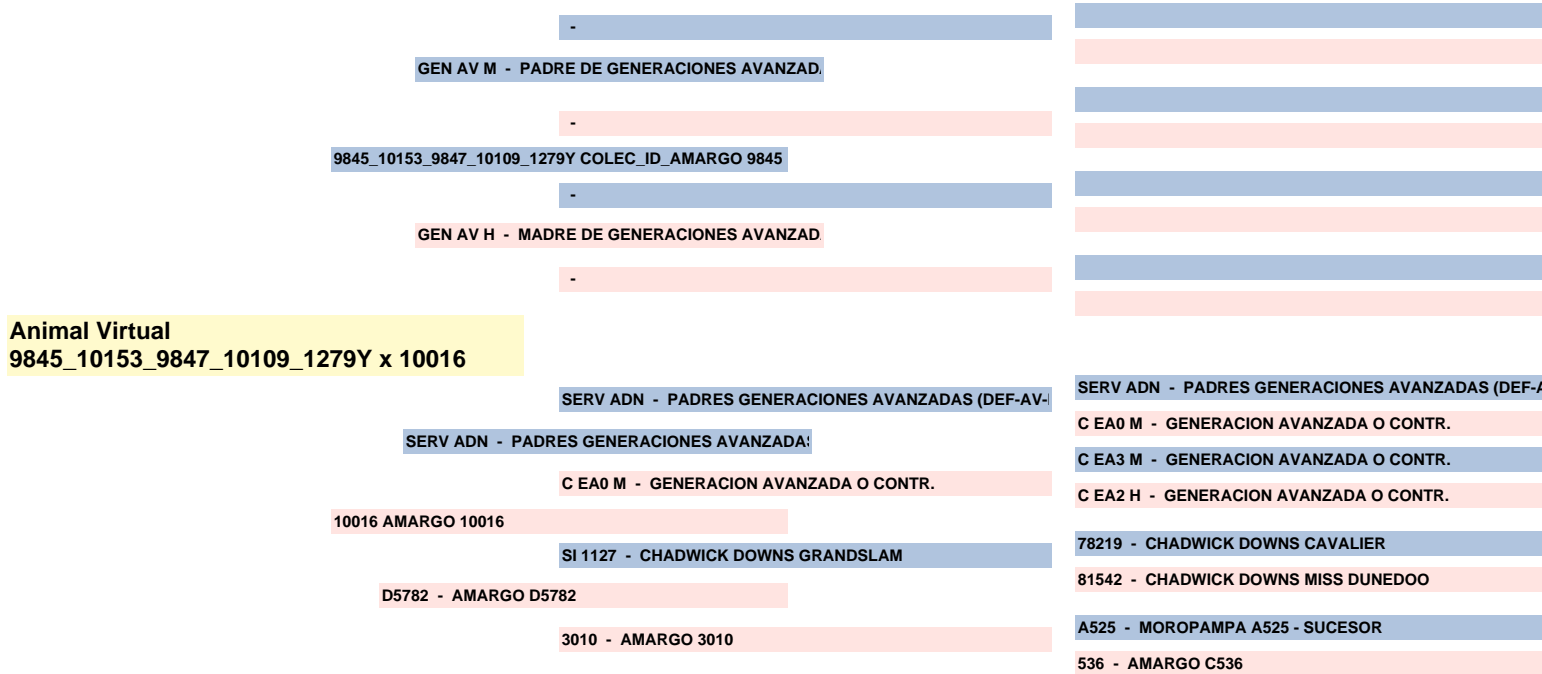 -
GEN AV M - PADRE DE GENERACIONES AVANZAD
-
9845_10153_9847_10109_1279Y COLEC_ID_AMARGO 9845
-
GEN AV H - MADRE DE GENERACIONES AVANZAD
-
Animal Virtual
9845_10153_9847_10109_1279Y x 10016
SERV ADN - PADRES GENERACIONES AVANZADAS (DEF-A
SERV ADN - PADRES GENERACIONES AVANZADAS (DEF-AV-
C EA0 M - GENERACION AVANZADA O CONTR.
SERV ADN - PADRES GENERACIONES AVANZADA
C EA3 M - GENERACION AVANZADA O CONTR.
C EA0 M - GENERACION AVANZADA O CONTR.
C EA2 H - GENERACION AVANZADA O CONTR.
10016 AMARGO 10016
78219 - CHADWICK DOWNS CAVALIER
SI 1127 - CHADWICK DOWNS GRANDSLAM
81542 - CHADWICK DOWNS MISS DUNEDOO
D5782 - AMARGO D5782
A525 - MOROPAMPA A525 - SUCESOR
3010 - AMARGO 3010
536 - AMARGO C536